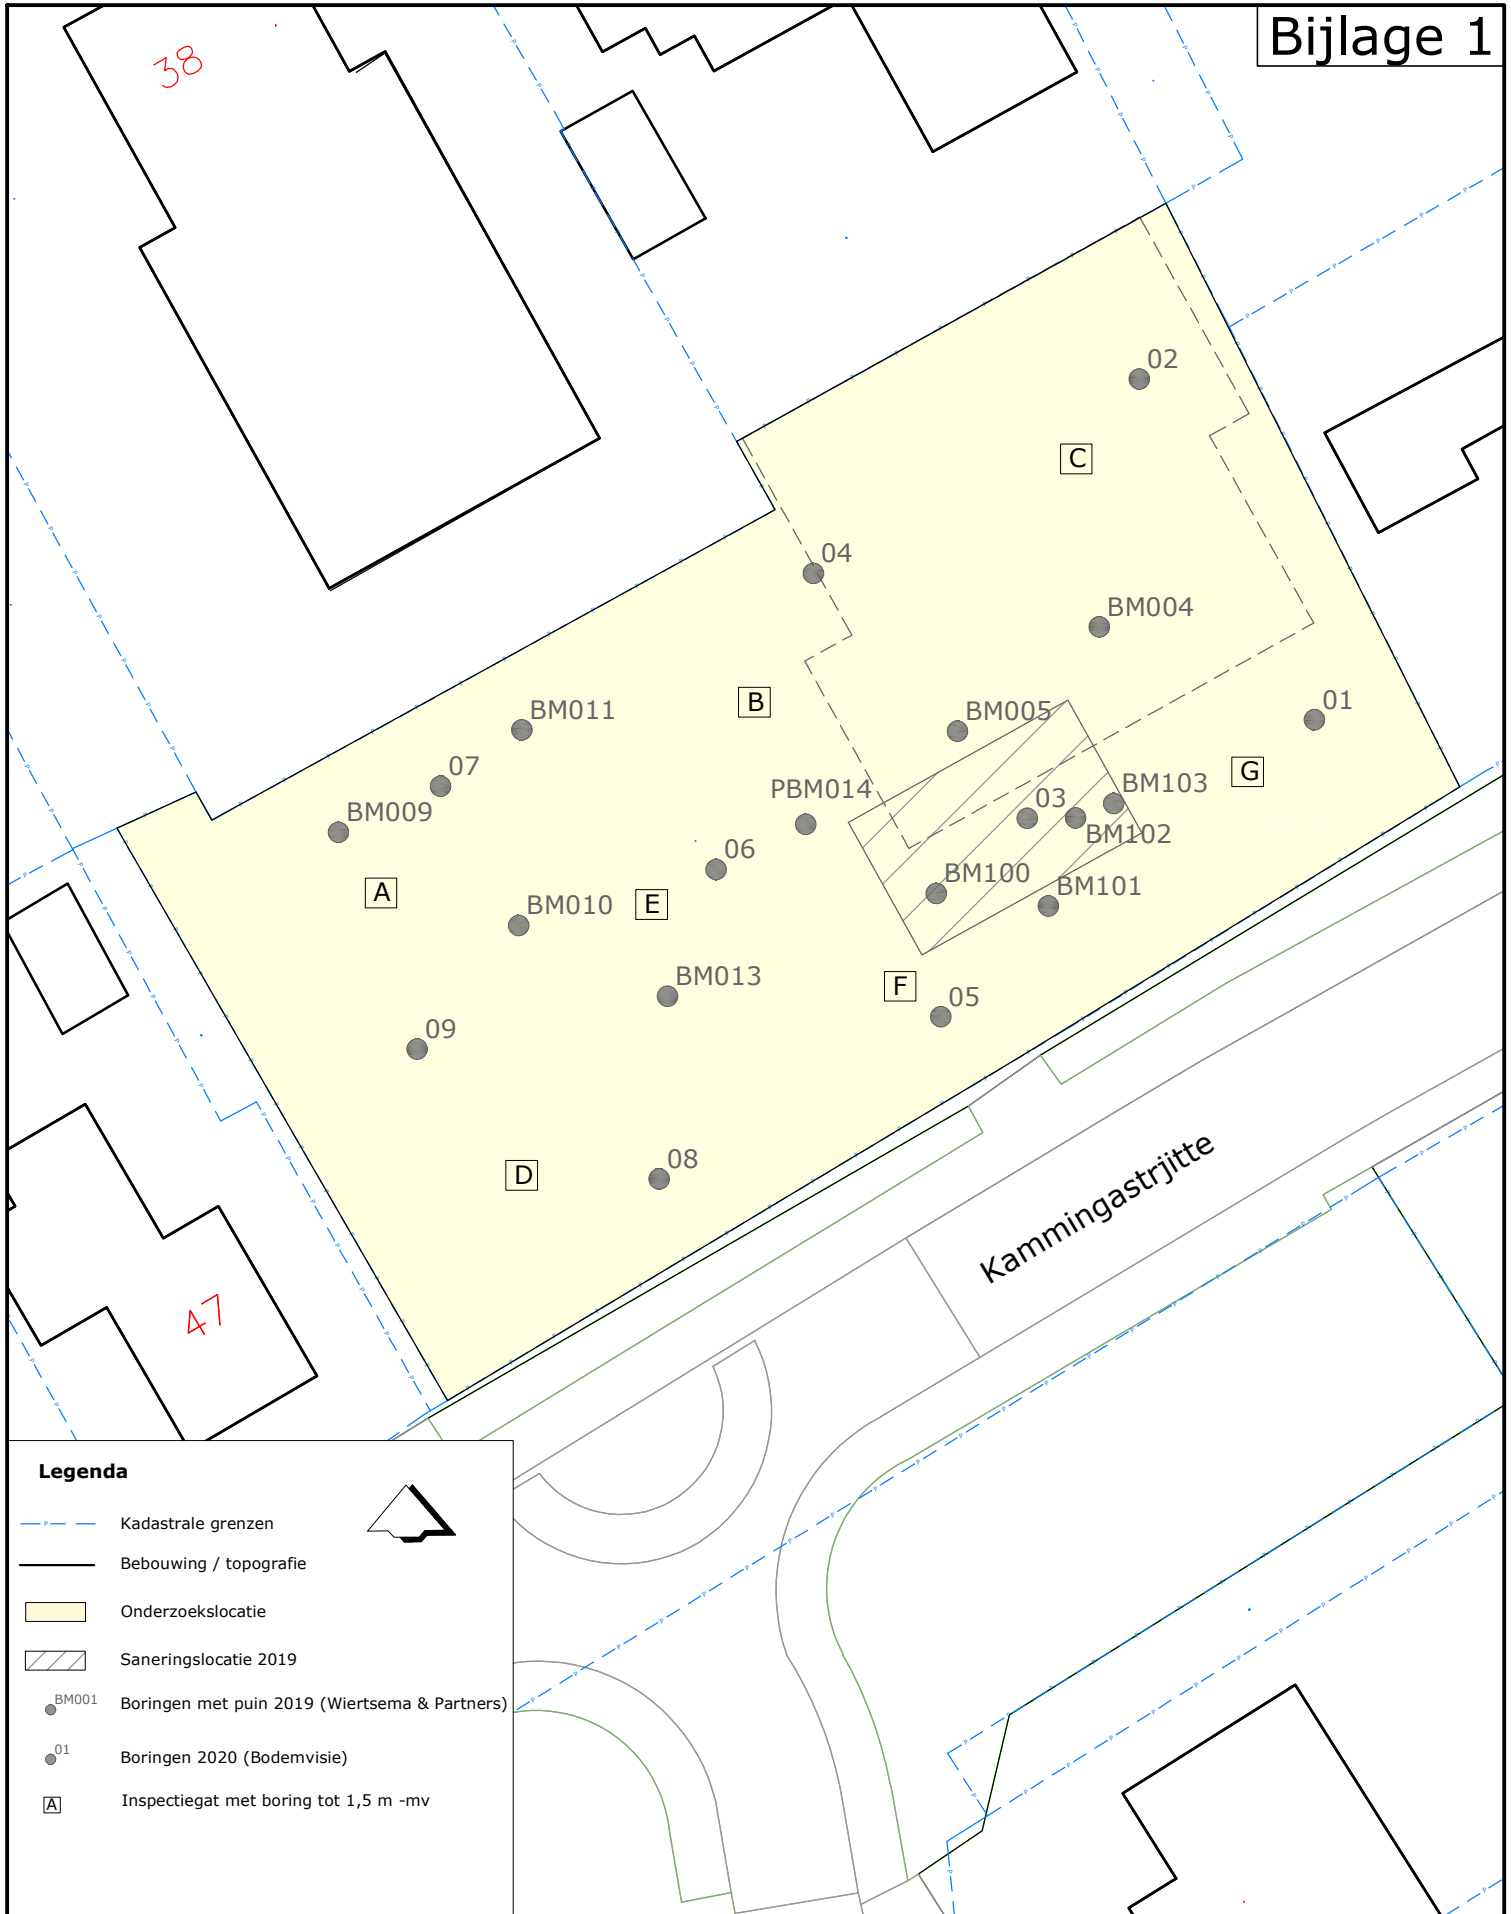 Bijlage 1
38
02
C
04
BM004
B
BM005
01
BM011
G
07
PBM014
BM103
BM009
03
BM102
06
A
E
BM100
BM101
BM010
F
BM013
05
09
D
08
Kammingastrjitte
47
Legenda
P Kadastrale grenzen
Bebouwing / topografie
Onderzoekslocatie
Saneringslocatie 2019
BM001 Boringen met puin 2019 (Wiertsema & Partners)
01 Boringen 2020 (Bodemvisie)
A Inspectiegat met boring tot 1,5 m -mv